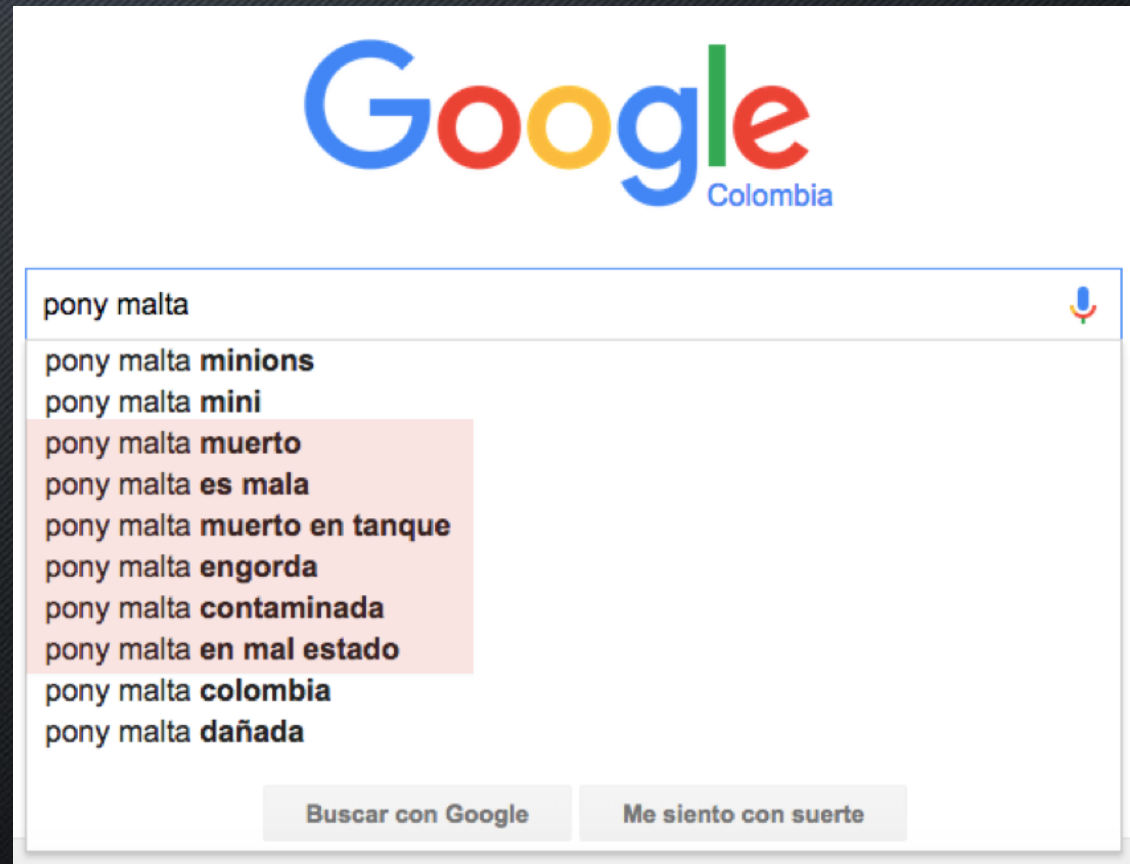 Google
Colombia
pony malta
pony malta minions
pony malta mini
pony malta muerto
pony malta es mala
pony malta muerto en tanque
pony malta engorda
pony malta contaminada
pony malta en mal estado
pony malta colombia
pony malta dañada
Buscar con Google Me siento con suerte